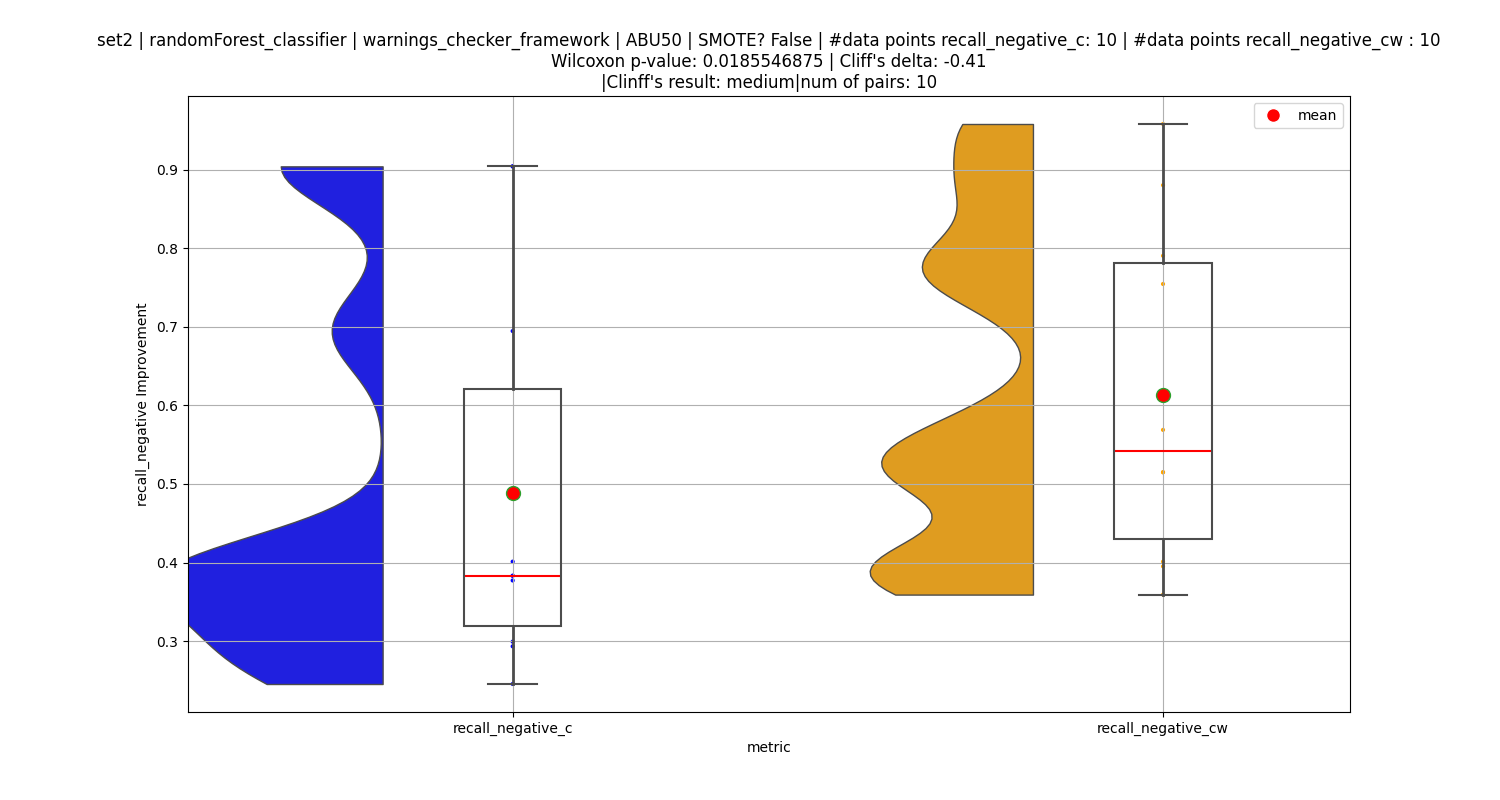 set2 | randomForest_classifier | warnings_checker_framework | ABU50 | SMOTE? False | #data points recall_negative_c: 10 | #data points recall_negative_cw : 10
Wilcoxon p-value: 0.0185546875 | Cliff's delta: -0.41
|Clinff's result: medium|num of pairs: 10
mean
0.9
0.8
0.7
0.6
0.5
0.4
0.3
recall_negative Improvement
recall_negative_c
recall_negative_cw
metric